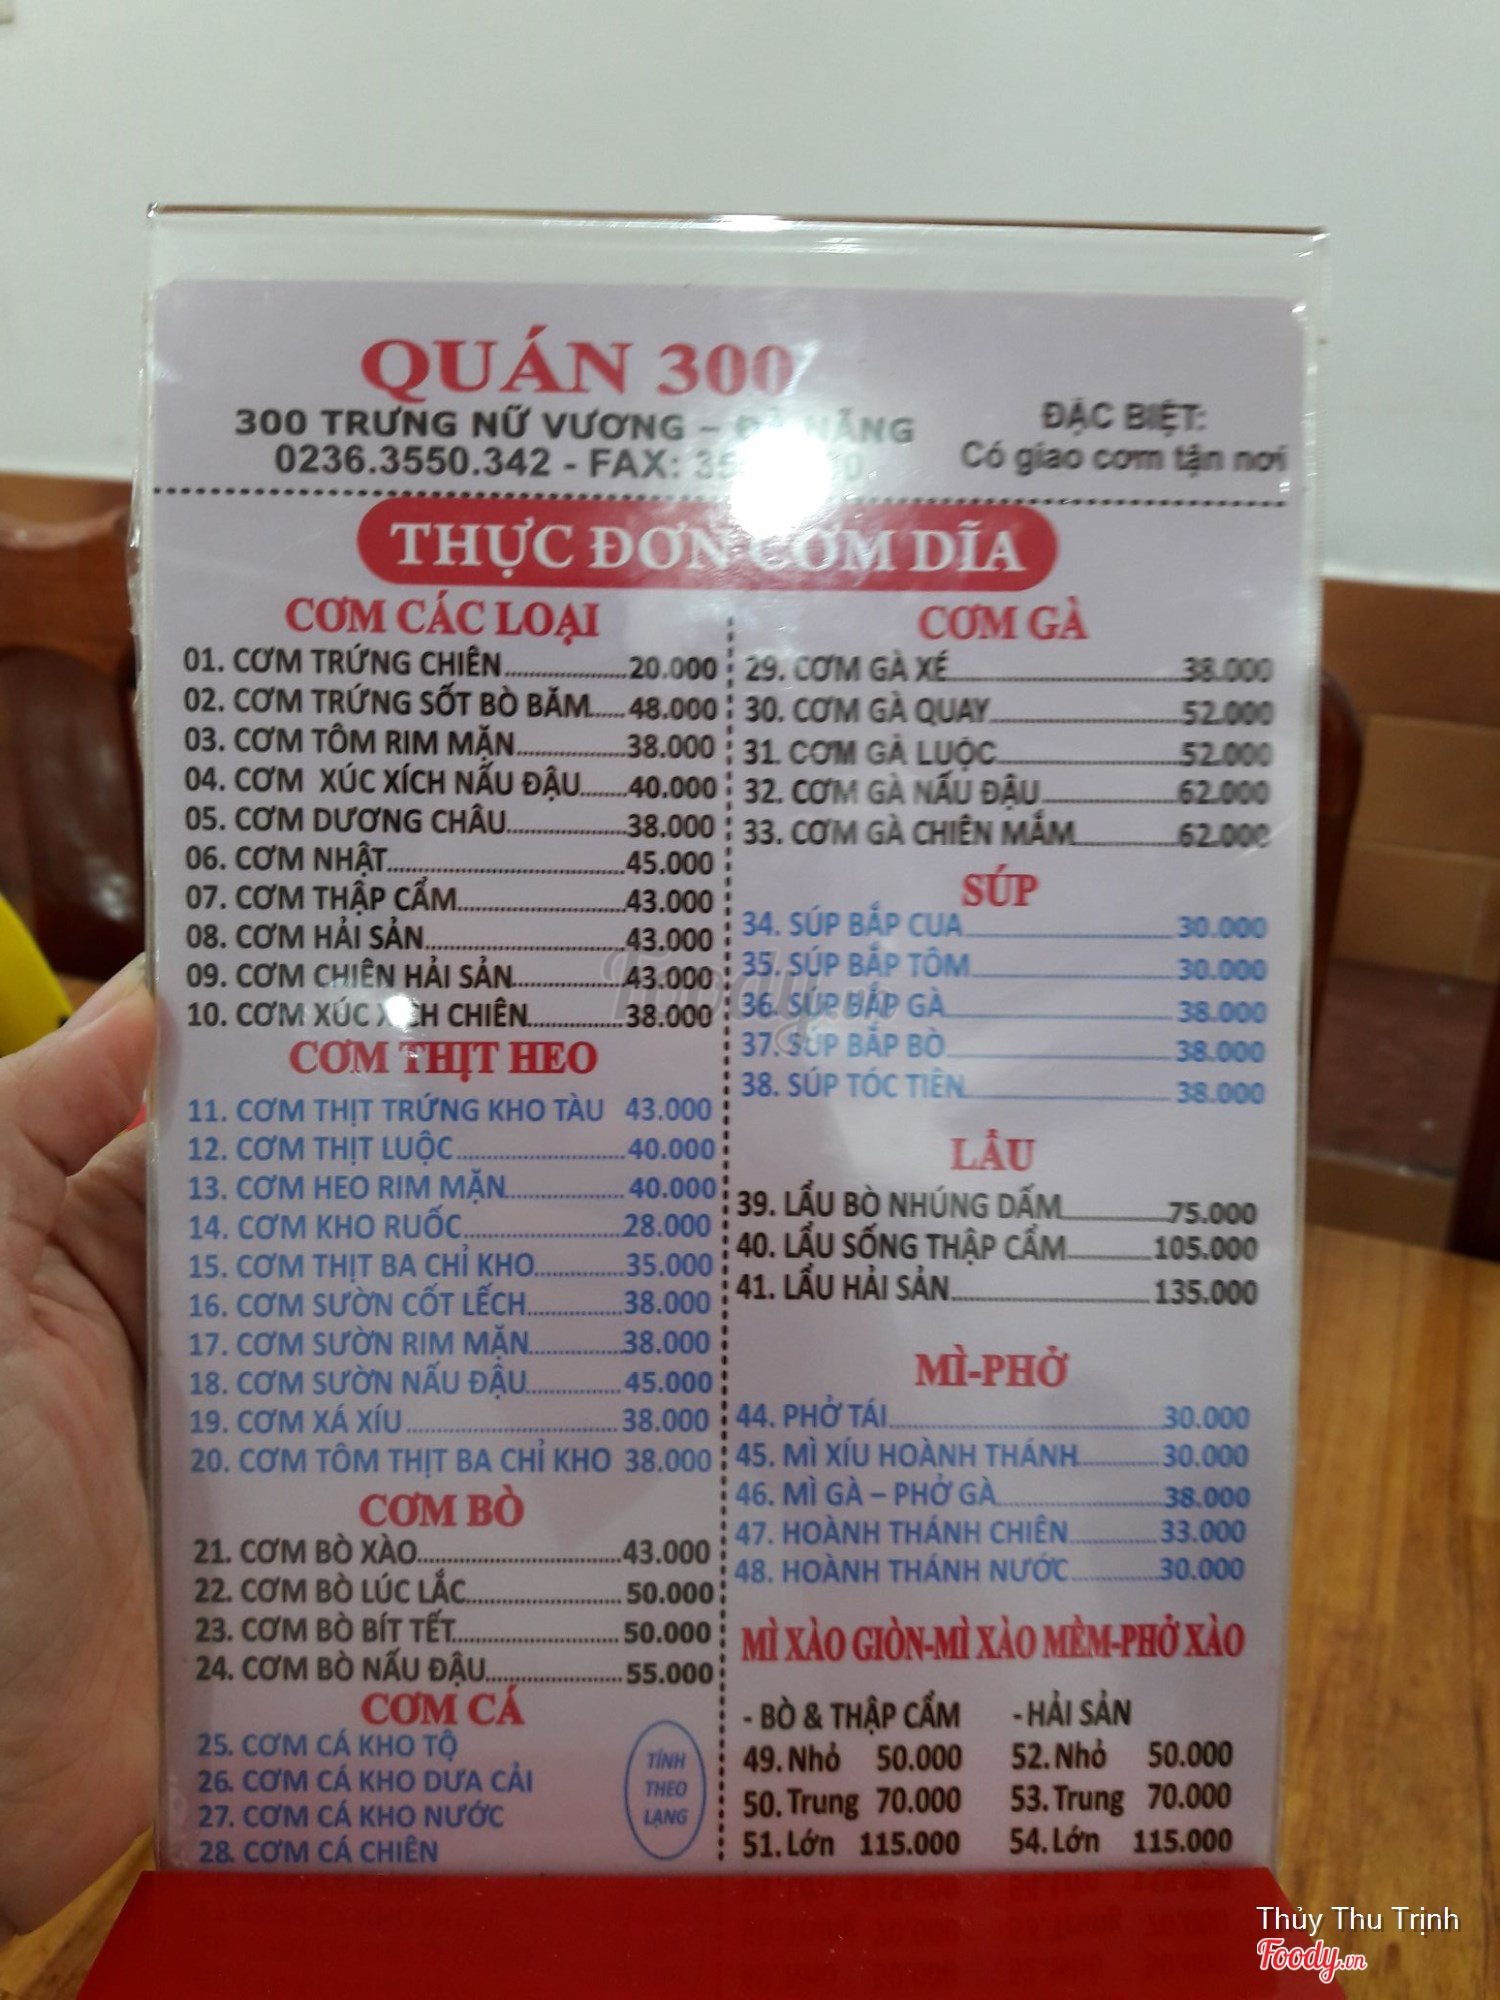 QUÁN 300
300 TRƯNG NỮ VƯƠNG – ĐÀ NẴNG
0236.3550.342 - FAX:
ĐẶC BIỆT:
Có giao cơm tận nơi
THỰC ĐƠN CƠM DĨA
CƠM CÁC LOẠI
01. CƠM TRỨNG CHIÊN 20.000
02. CƠM TRỨNG SỐT BÒ BĂM 48.000
03. CƠM TÔM RIM MẶN 38.000
04. CƠM XÚC XÍCH NẤU ĐẬU 40.000
05. CƠM DƯƠNG CHÂU 38.000
06. CƠM NHẬT 45.000
07. CƠM THẬP CẨM 43.000
08. CƠM HẢI SẢN 43.000
09. CƠM CHIÊN HẢI SẢN 43.000
10. CƠM XÚC XÍCH CHIÊN 38.000
CƠM THỊT HEO
11. CƠM THỊT TRỨNG KHO TÀU 43.000
12. CƠM THỊT LUỘC 40.000
13. CƠM HEO RIM MẶN 40.000
14. CƠM KHO RUỐC 28.000
15. CƠM THỊT BA CHỈ KHO 35.000
16. CƠM SƯỜN CỐT LẾCH 38.000
17. CƠM SƯỜN RIM MẶN 38.000
18. CƠM SƯỜN NẤU ĐẬU 45.000
19. CƠM XÁ XÍU 38.000
20. CƠM TÔM THỊT BA CHỈ KHO 38.000
CƠM BÒ
21. CƠM BÒ XÀO 43.000
22. CƠM BÒ LÚC LẮC 50.000
23. CƠM BÒ BÍT TẾT 50.000
24. CƠM BÒ NẤU ĐẬU 55.000
CƠM CÁ
25. CƠM CÁ KHO TỘ
26. CƠM CÁ KHO DƯA CẢI
27. CƠM CÁ KHO NƯỚC
28. CƠM CÁ CHIÊN
TÍNH
THEO
LẠNG
CƠM GÀ
29. CƠM GÀ XÉ 38.000
30. CƠM GÀ QUAY 52.000
31. CƠM GÀ LUỘC 52.000
32. CƠM GÀ NẤU ĐẬU 62.000
33. CƠM GÀ CHIÊN MẮM 62.000
SÚP
34. SÚP BẮP CUA 30.000
35. SÚP BẮP TÔM 30.000
36. SÚP BẮP GÀ 38.000
37. SÚP BẮP BÒ 38.000
38. SÚP TÓC TIÊN 38.000
LẨU
39. LẨU BÒ NHÚNG DẤM 75.000
40. LẨU SỐNG THẬP CẨM 105.000
41. LẨU HẢI SẢN 135.000
MÌ-PHỞ
44. PHỞ TÁI 30.000
45. MÌ XÍU HOÀNH THÁNH 30.000
46. MÌ GÀ – PHỞ GÀ 38.000
47. HOÀNH THÁNH CHIÊN 33.000
48. HOÀNH THÁNH NƯỚC 30.000
MÌ XÀO GIÒN-MÌ XÀO MỀM-PHỞ XÀO
- BÒ & THẬP CẨM
49. Nhỏ 50.000
50. Trung 70.000
51. Lớn 115.000
- HẢI SẢN
52. Nhỏ 50.000
53. Trung 70.000
54. Lớn 115.000
Foody.vn
Thủy Thu Trịnh
Foody.vn